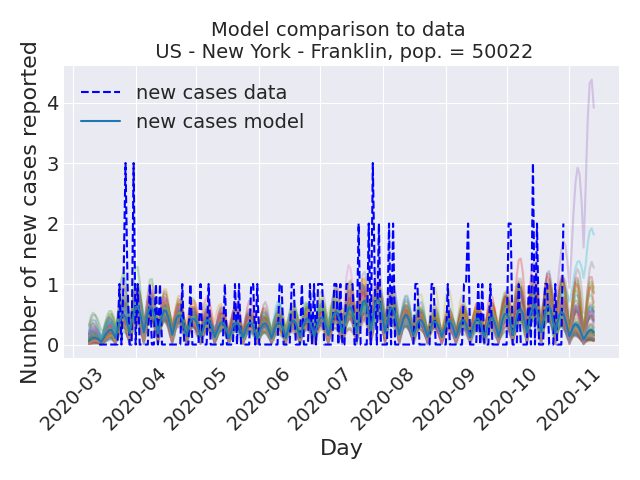 Model comparison to data
US - New York - Franklin, pop. = 50022
Number of new cases reported
4
3
2
1
0
new cases data
new cases model
2020-03
2020-04
2020-05
2020-06
2020-07
2020-08
2020-09
2020-10
2020-11
Day